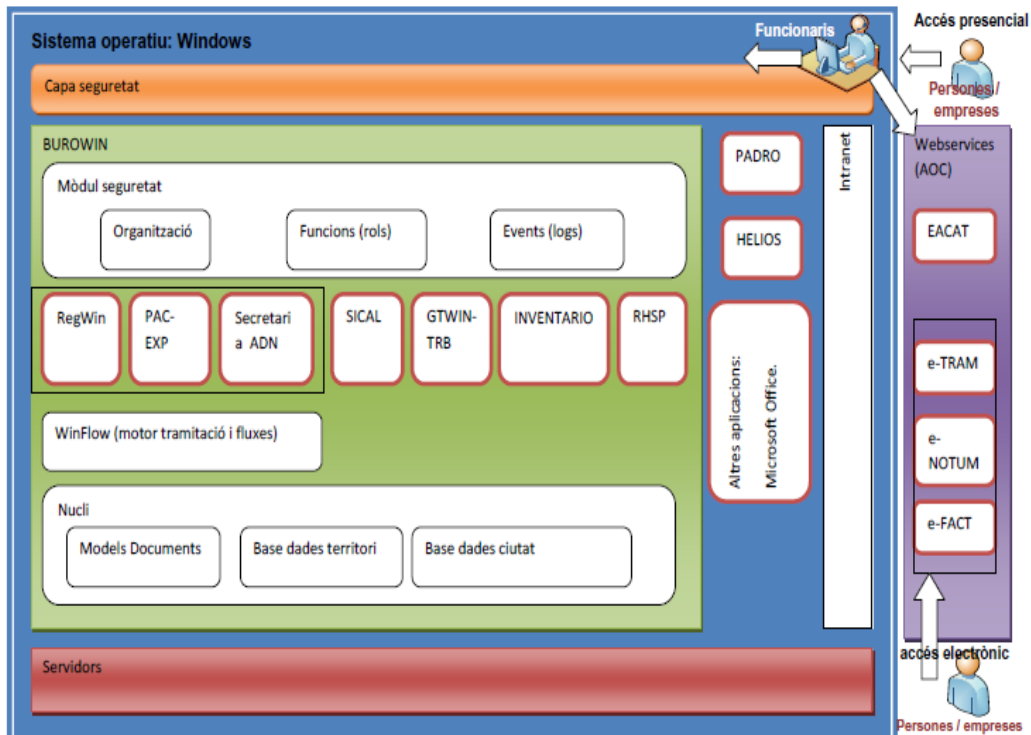 Sistema operatiu: Windows
Funcionaris
Accés presencial
Persones /
empreses
Capa seguretat
BUROWIN
Mòdul seguretat
Organització
Funcions (rols)
Events (logs)
RegWin
PAC-
EXP
Secretari
a ADN
SICAL
GTWIN-
TRB
INVENTARIO
RHSP
WinFlow (motor tramitació i fluxes)
Nucli
Models Documents
Base dades territori
Base dades ciutat
PADRO
HELIOS
Altres aplicacions:
Microsoft Office.
Intranet
Webservices
(AOC)
EACAT
e-TRAM
e-
NOTUM
e-FACT
Servidors
accés electrònic
Persones / empreses